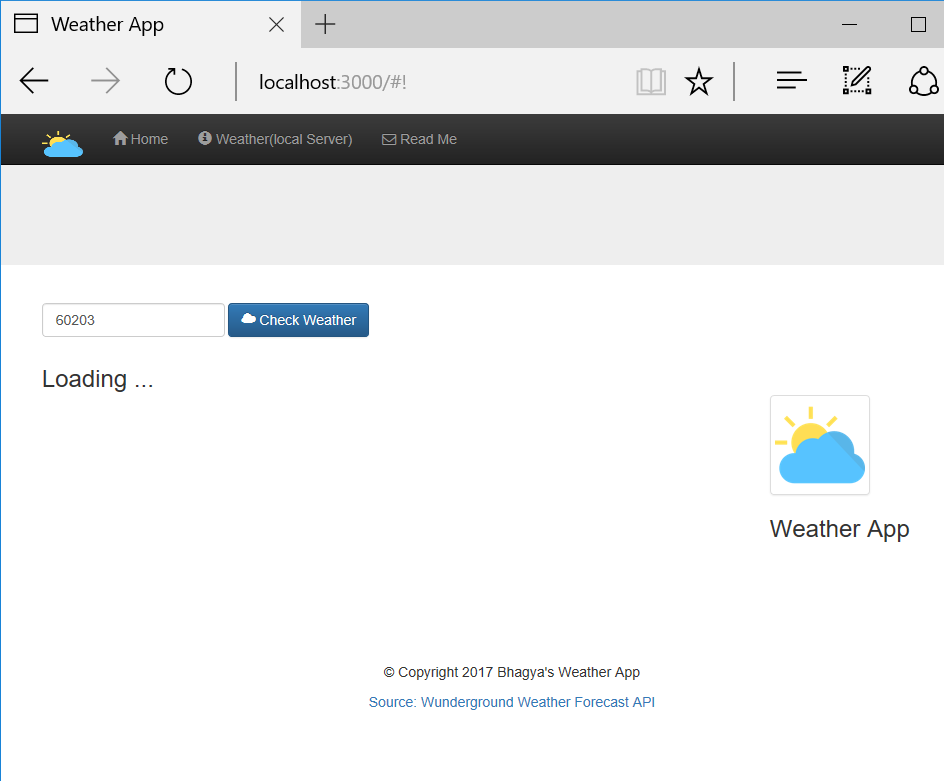 Weather App
localhost:3000/#!
Home Weather(local Server) Read Me
60203 Check Weather
Loading ...
Weather App
© Copyright 2017 Bhagya's Weather App
Source: Wunderground Weather Forecast API